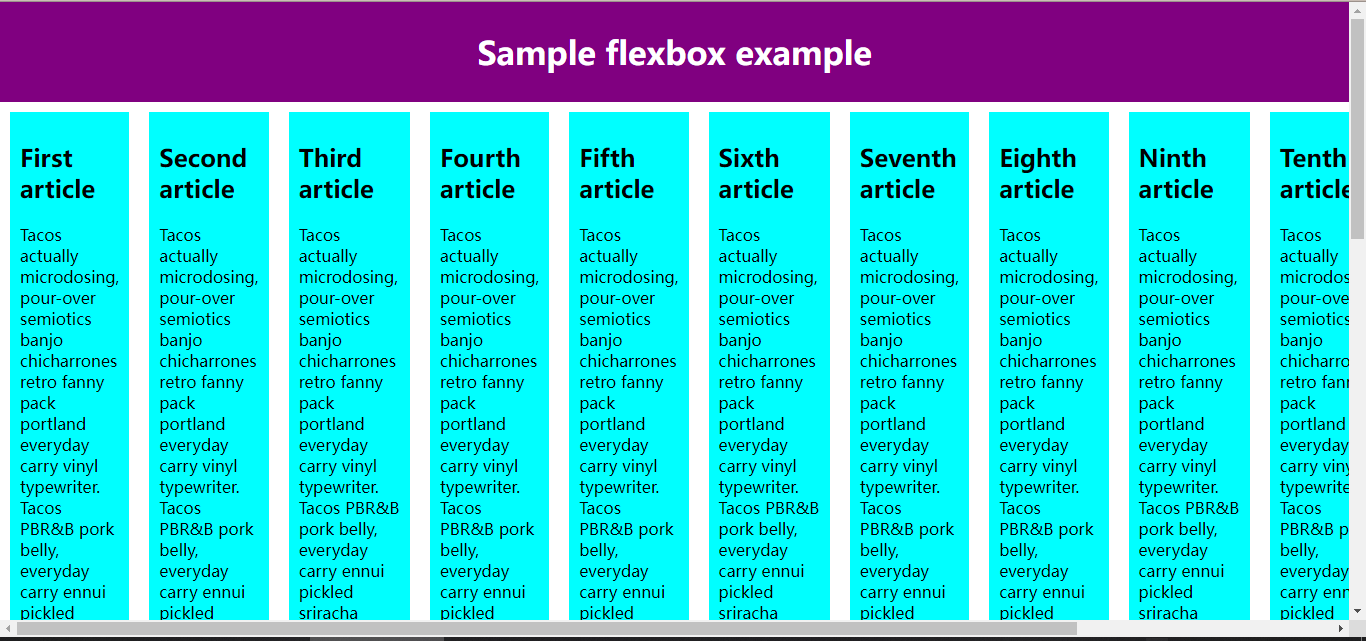 Sample flexbox example
First
article
Tacos
actually
microdosing,
pour-over
semiotics
banjo
chicharrones
retro fanny
pack
portland
everyday
carry vinyl
typewriter.
Tacos
PBR&B pork
belly,
everyday
carry ennui
pickled
Second
article
Tacos
actually
microdosing,
pour-over
semiotics
banjo
chicharrones
retro fanny
pack
portland
everyday
carry vinyl
typewriter.
Tacos
PBR&B pork
belly,
everyday
carry ennui
pickled
Third
article
Tacos
actually
microdosing,
pour-over
semiotics
banjo
chicharrones
retro fanny
pack
portland
everyday
carry vinyl
typewriter.
Tacos PBR&B
pork belly,
everyday
carry ennui
pickled
sriracha
Fourth
article
Tacos
actually
microdosing,
pour-over
semiotics
banjo
chicharrones
retro fanny
pack
portland
everyday
carry vinyl
typewriter.
Tacos
PBR&B pork
belly,
everyday
carry ennui
pickled
Fifth
article
Tacos
actually
microdosing,
pour-over
semiotics
banjo
chicharrones
retro fanny
pack
portland
everyday
carry vinyl
typewriter.
Tacos
PBR&B pork
belly,
everyday
carry ennui
pickled
Sixth
article
Tacos
actually
microdosing,
pour-over
semiotics
banjo
chicharrones
retro fanny
pack
portland
everyday
carry vinyl
typewriter.
Tacos PBR&B
pork belly,
everyday
carry ennui
pickled
sriracha
Seventh
article
Tacos
actually
microdosing,
pour-over
semiotics
banjo
chicharrones
retro fanny
pack
portland
everyday
carry vinyl
typewriter.
Tacos
PBR&B pork
belly,
everyday
carry ennui
pickled
Eighth
article
Tacos
actually
microdosing,
pour-over
semiotics
banjo
chicharrones
retro fanny
pack
portland
everyday
carry vinyl
typewriter.
Tacos
PBR&B pork
belly,
everyday
carry ennui
pickled
Ninth
article
Tacos
actually
microdosing,
pour-over
semiotics
banjo
chicharrones
retro fanny
pack
portland
everyday
carry vinyl
typewriter.
Tacos PBR&B
pork belly,
everyday
carry ennui
pickled
sriracha
Tenth
article
Tacos
actually
microdos
pour-ove
semiotics
banjo
chicharro
retro fan
pack
portland
everyday
carry viny
typewrite
Tacos
PBR&B p
belly,
everyday
carry enn
pickled